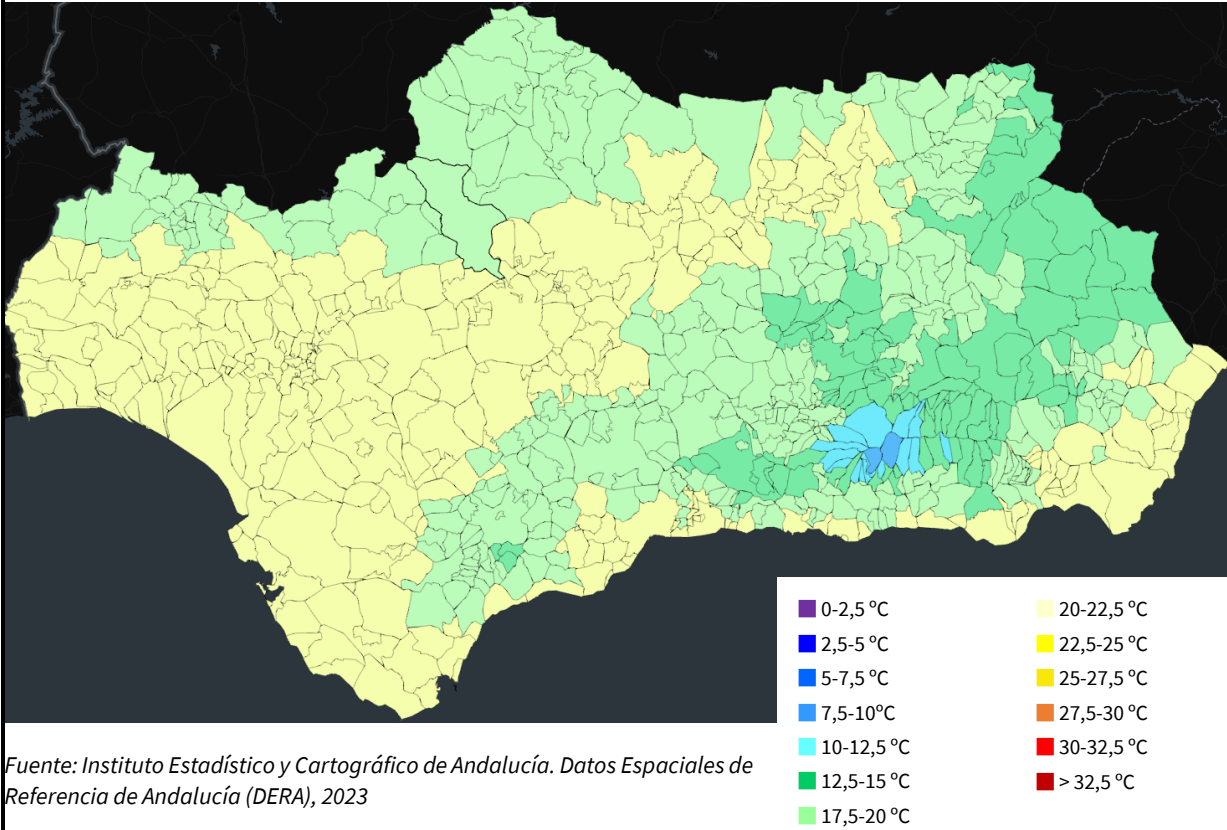 0-2,5 ºC
2,5-5 ºC
5-7,5 ºC
7,5-10ºC
10-12,5 ºC
12,5-15 ºC
17,5-20 ºC
20-22,5 ºC
22,5-25 ºC
25-27,5 ºC
27,5-30 ºC
30-32,5 ºC
> 32,5 ºC
Fuente: Instituto Estadístico y Cartográfico de Andalucía. Datos Espaciales de
Referencia de Andalucía (DERA), 2023